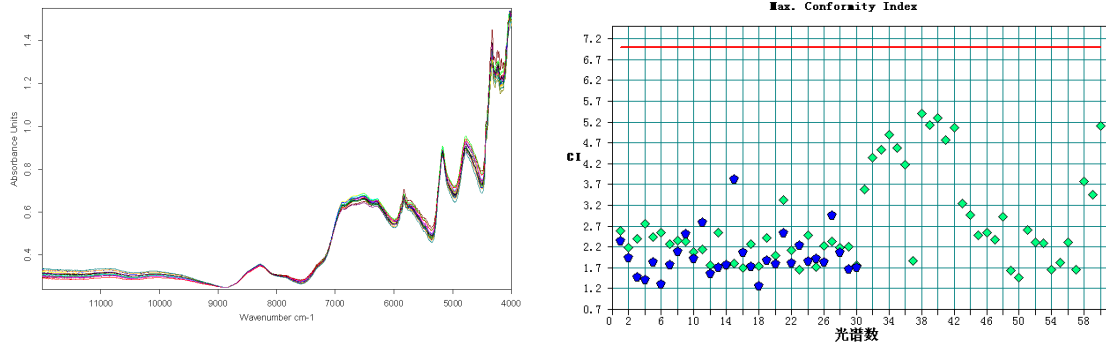 Absorbance Units
0.4 0.6 0.8 1.0 1.2 1.4
11000 10000 9000 8000 7000 6000 5000 4000
Wavenumber cm-1
Max. Conformity Index
CI
7.2
6.7
6.2
5.7
5.2
4.7
4.2
3.7
3.2
2.7
2.2
1.7
1.2
0.7
0 2 6 10 14 18 22 26 30 34 38 42 46 50 54 58
光谱数